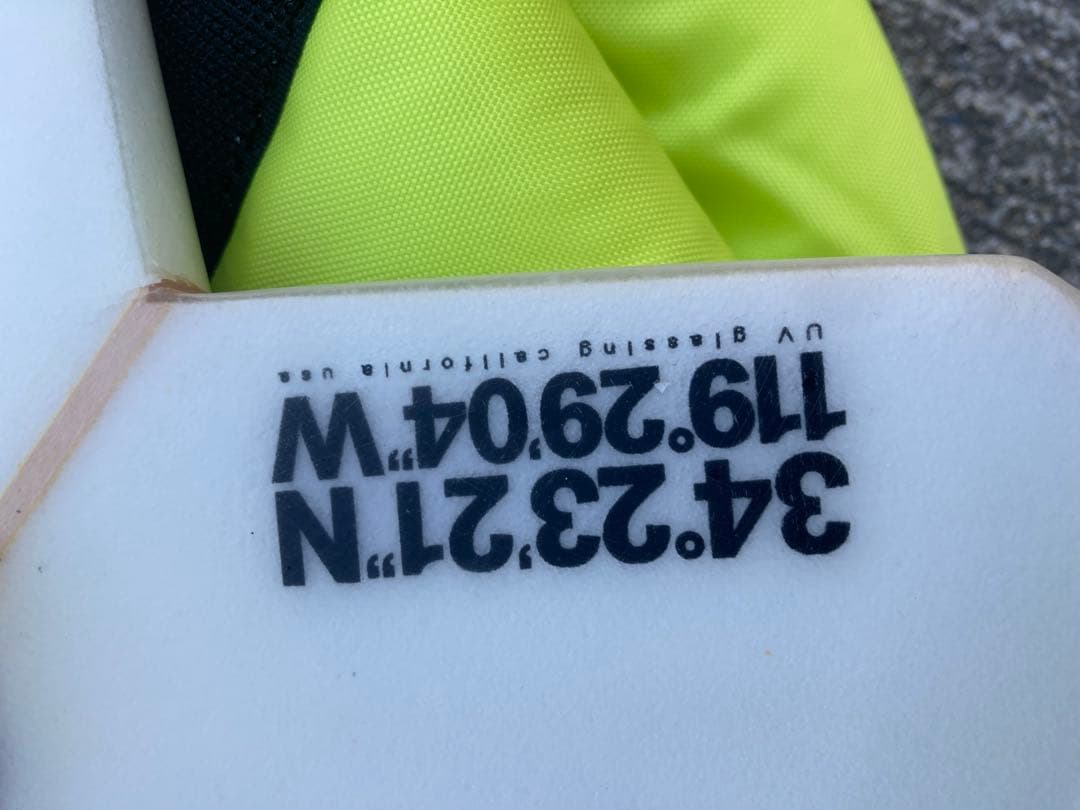 34°23’21”N
119°29’04”W
UV glassing california usa